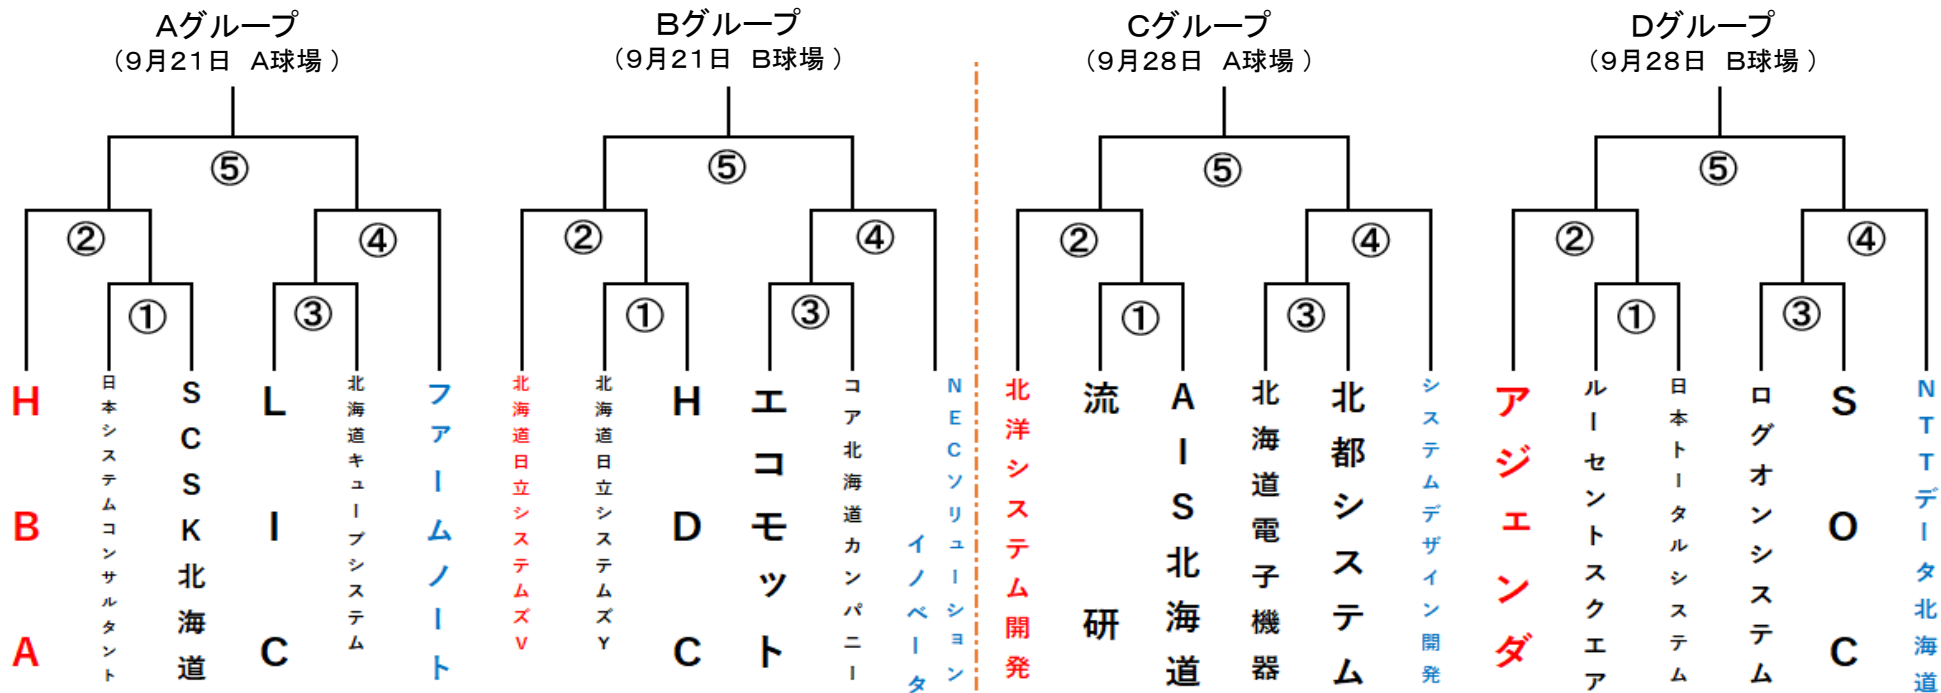 Aグループ
（9月21日　A球場）
⑤
②
④
①
③
HBA
日本システムコンサルタント
SCSK北海道
LIC
北海道キューブシステム
ファームノート
Bグループ
（9月21日　B球場）
⑤
②
④
①
③
北海道日立システムズV
北海道日立システムズY
HDC
エコモット
コア北海道カンパニー
NECソリューション
イノベータ
Cグループ
（9月28日　A球場）
⑤
②
④
①
③
北洋システム開発
流研
AIS北海道
北海道電子機器
北都システム
システムデザイン開発
Dグループ
（9月28日　B球場）
⑤
②
④
①
③
アジェンダ
ルーセントスクエア
日本トータルシステム
ログオンシステム
SOC
NTTデータ北海道